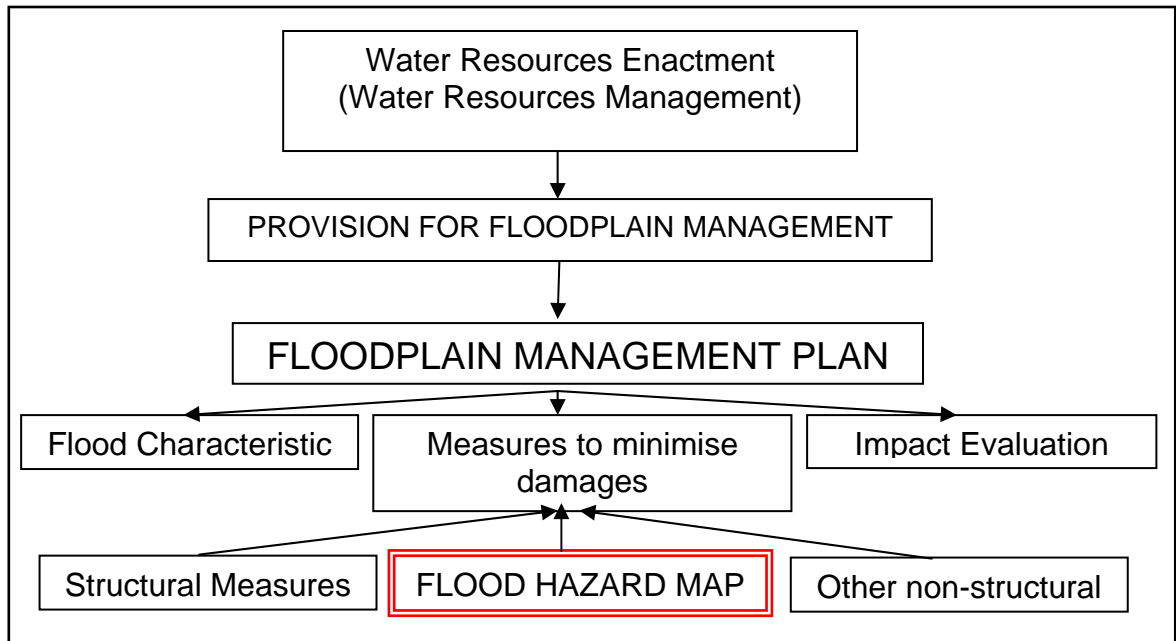 Water Resources Enactment
(Water Resources Management)
PROVISION FOR FLOODPLAIN MANAGEMENT
FLOODPLAIN MANAGEMENT PLAN
Flood Characteristic
Measures to minimise
damages
Impact Evaluation
Structural Measures
FLOOD HAZARD MAP
Other non-structural